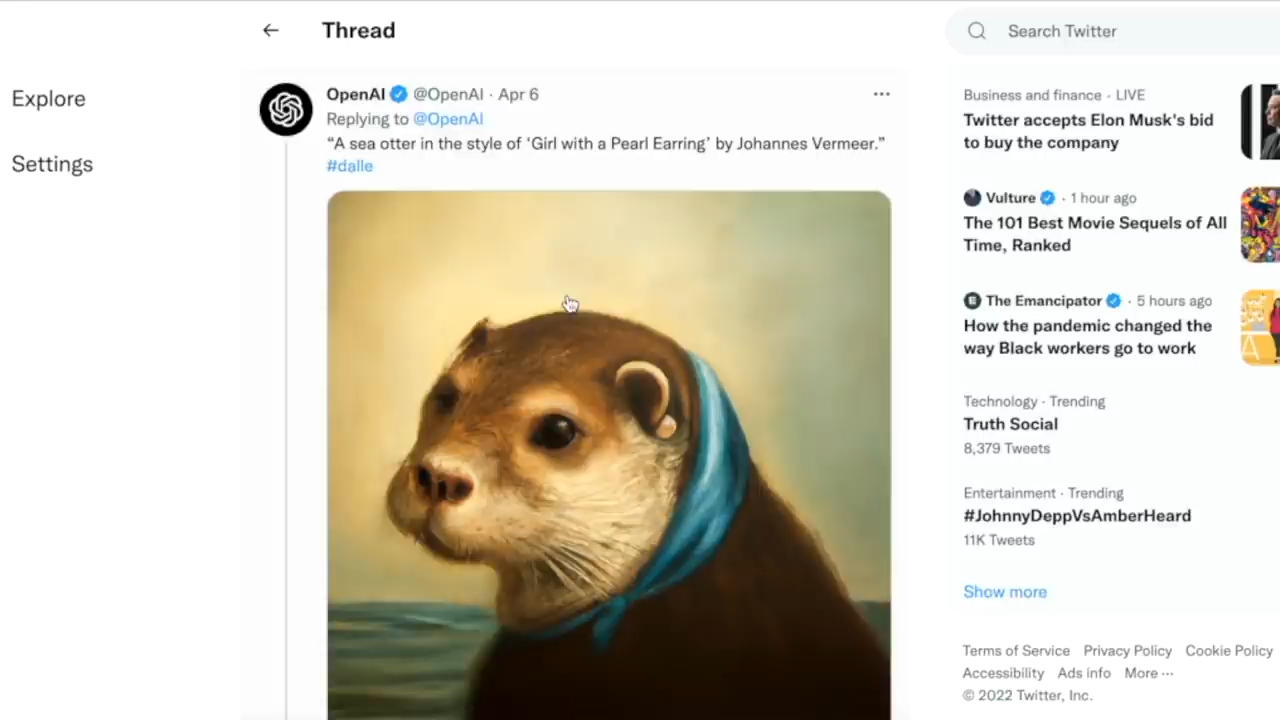 Thread
Search Twitter
Explore
Settings
OpenAI @OpenAI · Apr 6
Replying to @OpenAI
“A sea otter in the style of ‘Girl with a Pearl Earring’ by Johannes Vermeer.”
#dalle
Business and finance · LIVE
Twitter accepts Elon Musk's bid
to buy the company
Vulture · 1 hour ago
The 101 Best Movie Sequels of All
Time, Ranked
The Emancipator · 5 hours ago
How the pandemic changed the
way Black workers go to work
Technology · Trending
Truth Social
8,379 Tweets
Entertainment · Trending
#JohnnyDeppVsAmberHeard
11K Tweets
Show more
Terms of Service Privacy Policy Cookie Policy
Accessibility Ads info More ···
© 2022 Twitter, Inc.